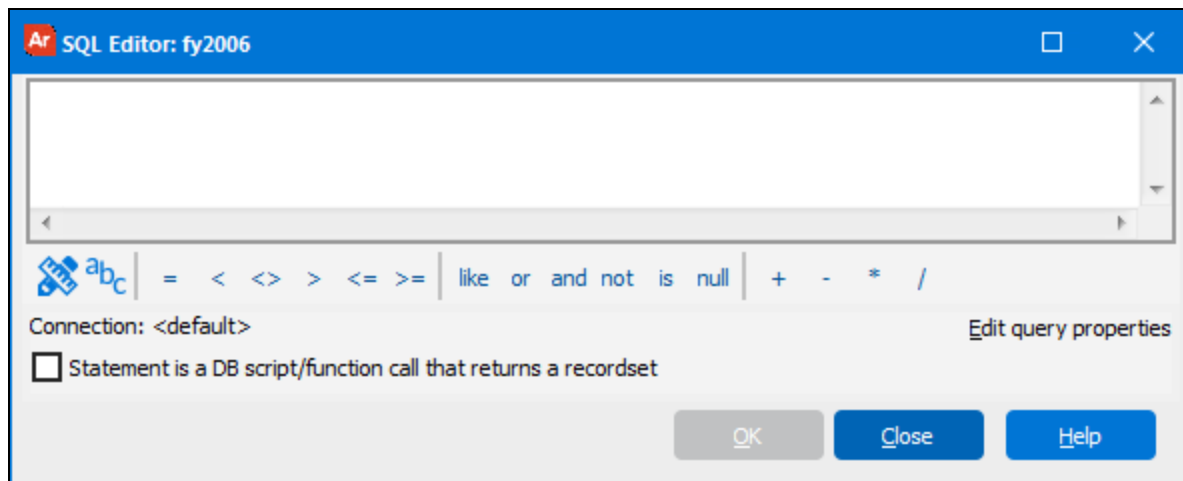 Ar SQL Editor: fy2006
abc = < <> > <= >= like or and not is null + - * /
Connection: <default> Edit query properties
Statement is a DB script/function call that returns a recordset
OK Close Help